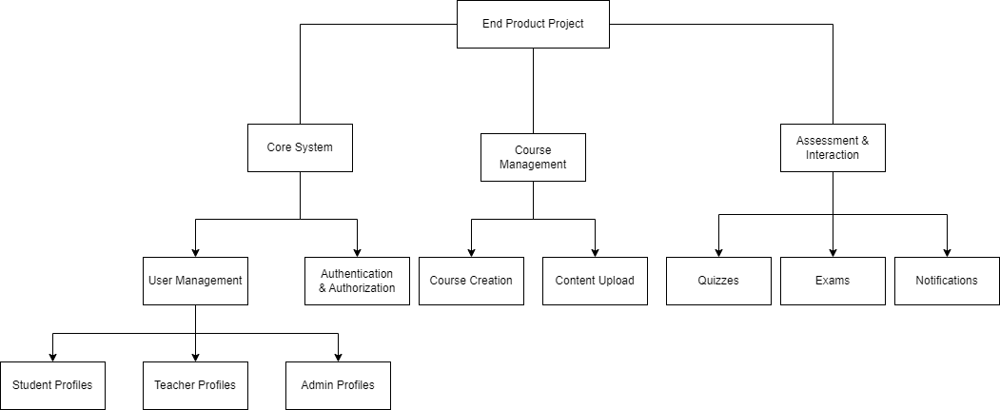 End Product Project
Core System
Course
Management
Assessment &
Interaction
User Management
Authentication
& Authorization
Course Creation
Content Upload
Quizzes
Exams
Notifications
Student Profiles
Teacher Profiles
Admin Profiles